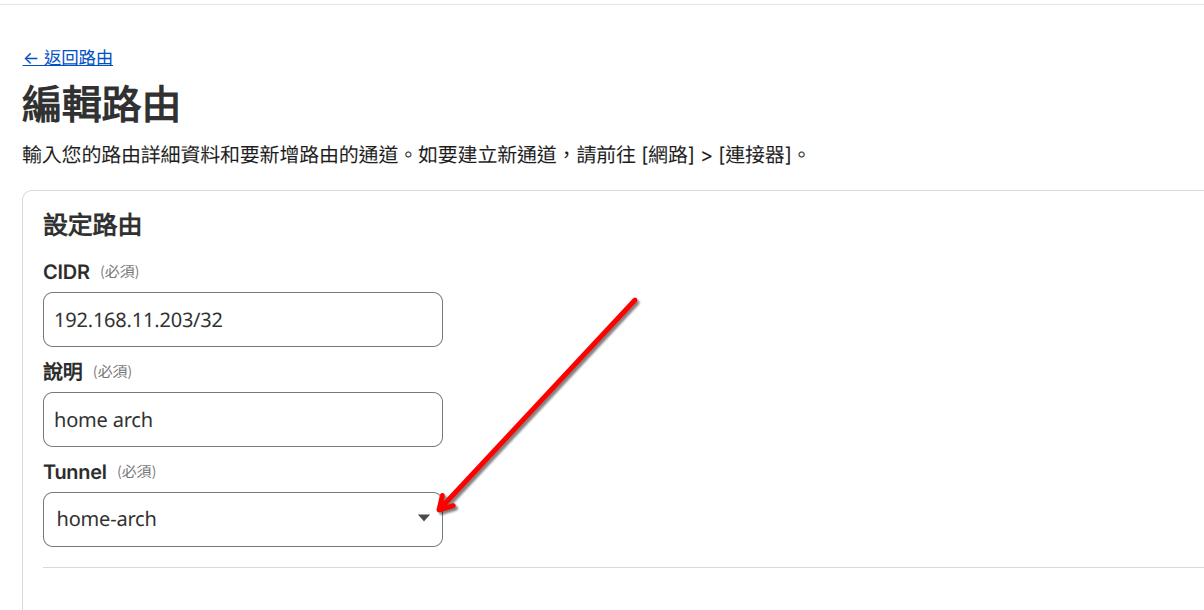 ← 返回路由
編輯路由
輸入您的路由詳細資料和要新增路由的通道。如要建立新通道，請前往 [網路] > [連接器]。
設定路由
CIDR (必須)
192.168.11.203/32
說明 (必須)
home arch
Tunnel (必須)
home-arch